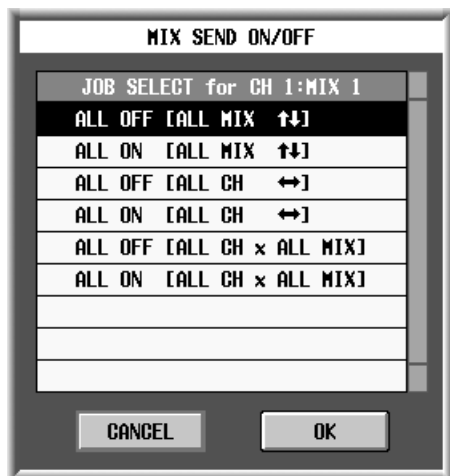 MIX SEND ON/OFF
JOB SELECT for CH 1:MIX 1
ALL OFF [ALL MIX ↑↓]
ALL ON [ALL MIX ↑↓]
ALL OFF [ALL CH ↔]
ALL ON [ALL CH ↔]
ALL OFF [ALL CH x ALL MIX]
ALL ON [ALL CH x ALL MIX]
CANCEL OK